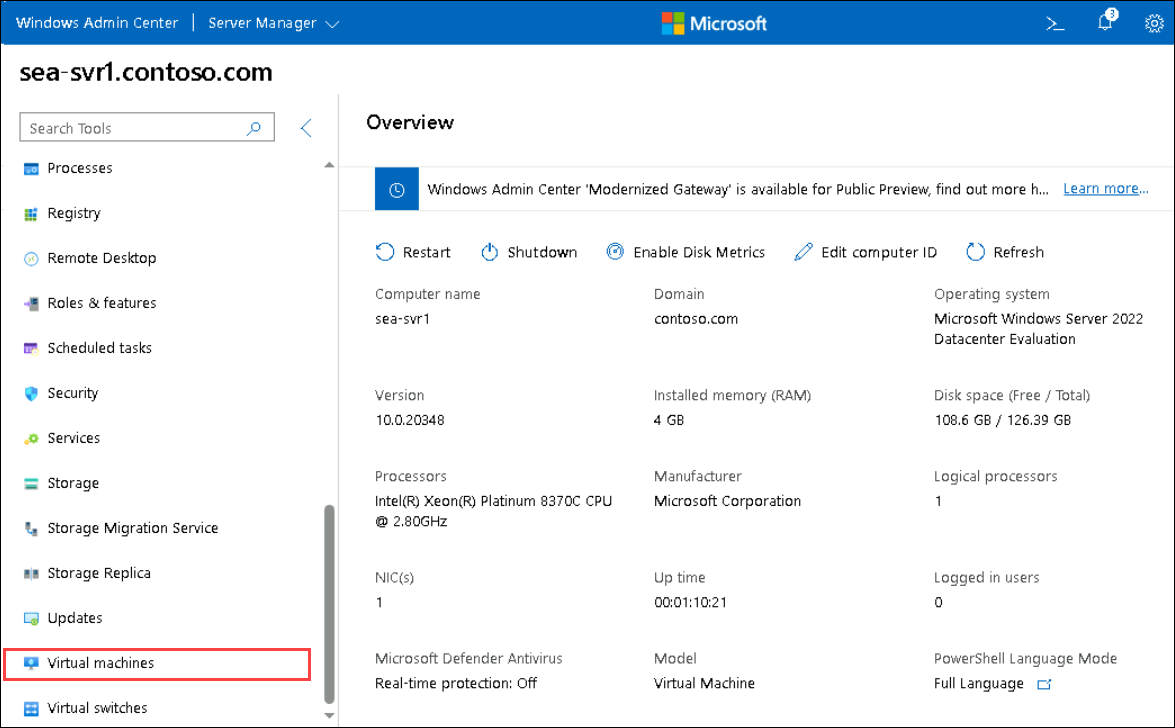 Windows Admin Center | Server Manager
Microsoft
3
sea-svr1.contoso.com
Search Tools
Processes
Registry
Remote Desktop
Roles & features
Scheduled tasks
Security
Services
Storage
Storage Migration Service
Storage Replica
Updates
Virtual machines
Virtual switches
Overview
Windows Admin Center 'Modernized Gateway' is available for Public Preview, find out more h... Learn more...
Restart Shutdown Enable Disk Metrics Edit computer ID Refresh
Computer name Domain Operating system
sea-svr1 contoso.com Microsoft Windows Server 2022
Datacenter Evaluation
Version Installed memory (RAM) Disk space (Free / Total)
10.0.20348 4 GB 108.6 GB / 126.39 GB
Processors Manufacturer Logical processors
Intel(R) Xeon(R) Platinum 8370C CPU Microsoft Corporation 1
@ 2.80GHz
NIC(s) Up time Logged in users
1 00:01:10:21 0
Microsoft Defender Antivirus Model PowerShell Language Mode
Real-time protection: Off Virtual Machine Full Language